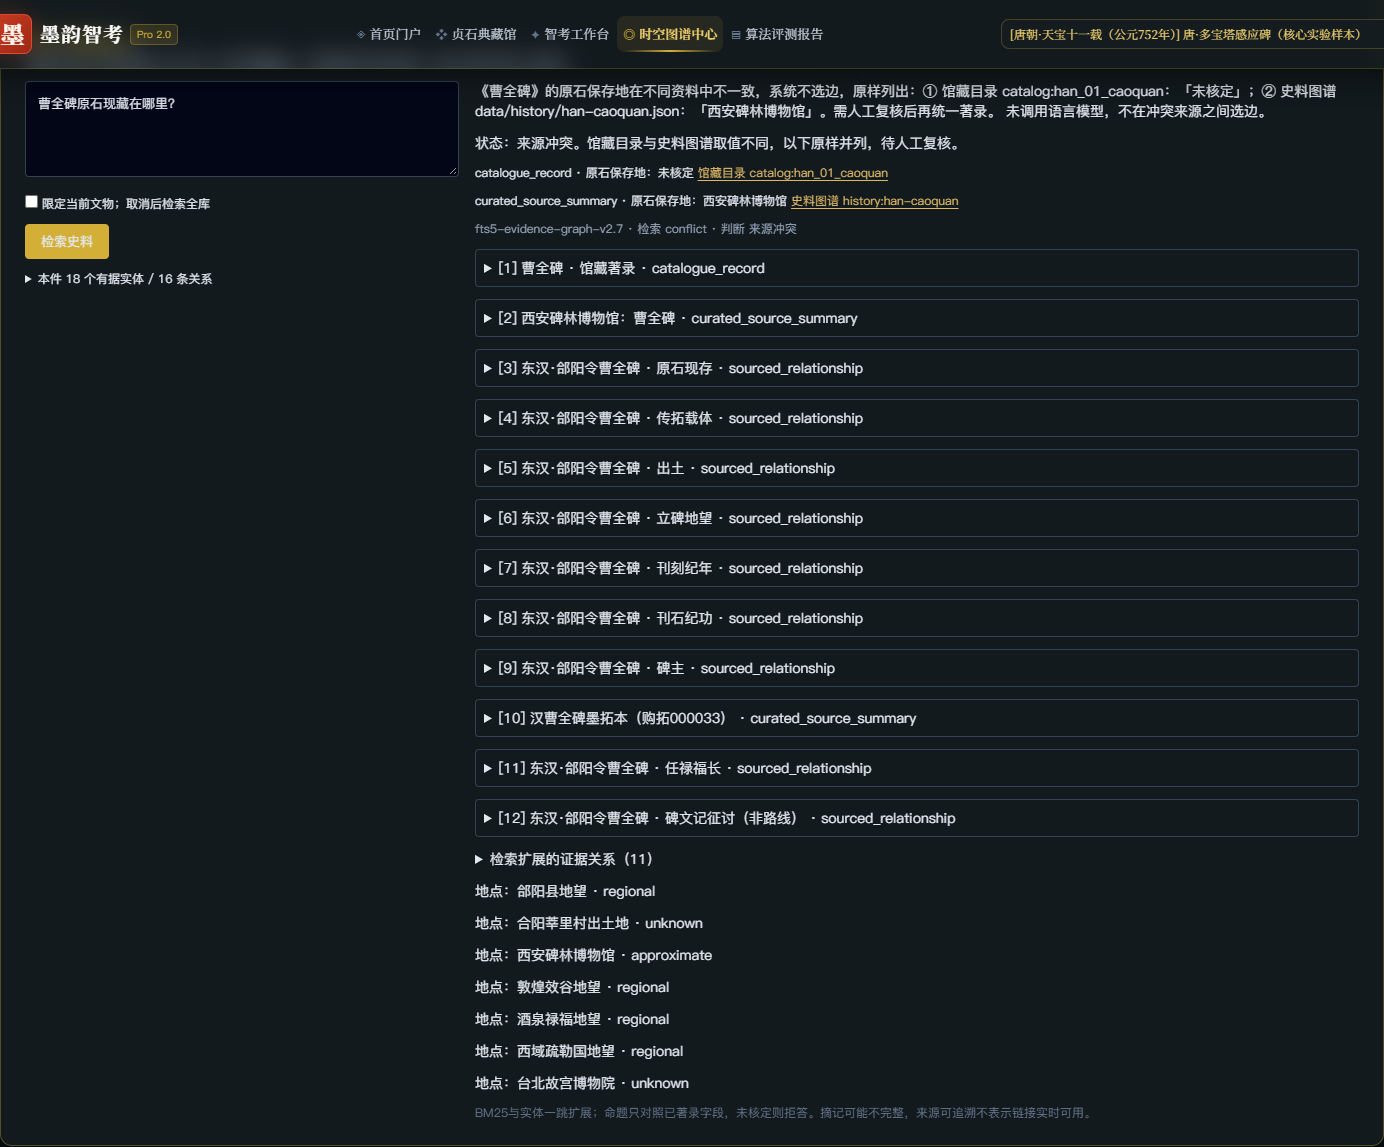 墨 墨韵智考 Pro 2.0 首页门户 贞石典藏馆 智考工作台 时空图谱中心 算法评测报告 [唐朝·天宝十一载（公元752年）] 唐·多宝塔感应碑（核心实验样本）
曹全碑原石现藏在哪里？
限定当前文物；取消后检索全库
检索史料
本件 18 个有据实体 / 16 条关系
《曹全碑》的原石保存地在不同资料中不一致，系统不选边，原样列出：① 馆藏目录 catalog:han_01_caoquan：「未核定」；② 史料图谱
data/history/han-caoquan.json：「西安碑林博物馆」。需人工复核后再统一著录。 未调用语言模型，不在冲突来源之间选边。
状态：来源冲突。馆藏目录与史料图谱取值不同，以下原样并列，待人工复核。
catalogue_record · 原石保存地：未核定 馆藏目录 catalog:han_01_caoquan
curated_source_summary · 原石保存地：西安碑林博物馆 史料图谱 history:han-caoquan
fts5-evidence-graph-v2.7 · 检索 conflict · 判断 来源冲突
[1] 曹全碑 · 馆藏著录 · catalogue_record
[2] 西安碑林博物馆：曹全碑 · curated_source_summary
[3] 东汉·郃阳令曹全碑 · 原石现存 · sourced_relationship
[4] 东汉·郃阳令曹全碑 · 传拓载体 · sourced_relationship
[5] 东汉·郃阳令曹全碑 · 出土 · sourced_relationship
[6] 东汉·郃阳令曹全碑 · 立碑地望 · sourced_relationship
[7] 东汉·郃阳令曹全碑 · 刊刻纪年 · sourced_relationship
[8] 东汉·郃阳令曹全碑 · 刊石纪功 · sourced_relationship
[9] 东汉·郃阳令曹全碑 · 碑主 · sourced_relationship
[10] 汉曹全碑墨拓本（购拓000033） · curated_source_summary
[11] 东汉·郃阳令曹全碑 · 任禄福长 · sourced_relationship
[12] 东汉·郃阳令曹全碑 · 碑文记征讨（非路线） · sourced_relationship
检索扩展的证据关系（11）
地点：郃阳县地望 · regional
地点：合阳莘里村出土地 · unknown
地点：西安碑林博物馆 · approximate
地点：敦煌效谷地望 · regional
地点：酒泉禄福地望 · regional
地点：西域疏勒国地望 · regional
地点：台北故宫博物院 · unknown
BM25与实体一跳扩展；命题只对照已著录字段，未核定则拒答。摘记可能不完整，来源可追溯不表示链接实时可用。